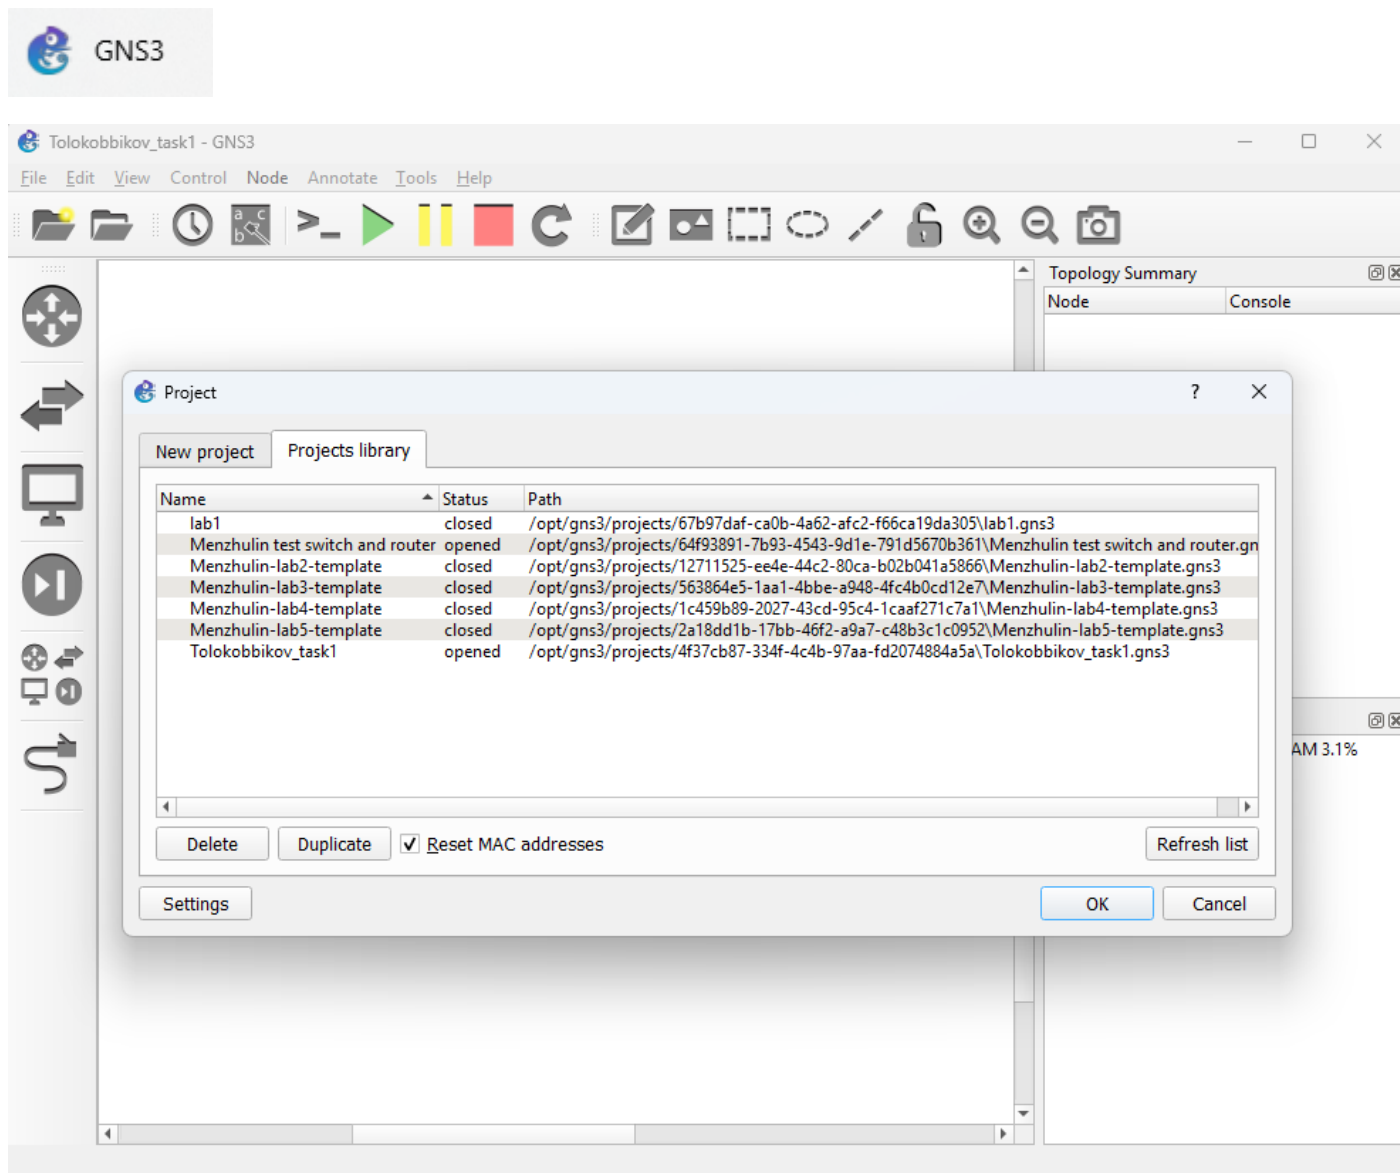 GNS3
Tolokobbikov_task1 - GNS3
File Edit View Control Node Annotate Tools Help
Topology Summary
Node Console
Project
New project Projects library
Name Status Path
lab1 closed /opt/gns3/projects/67b97daf-ca0b-4a62-afc2-f66ca19da305\lab1.gns3
Menzhulin test switch and router opened /opt/gns3/projects/64f93891-7b93-4543-9d1e-791d5670b361\Menzhulin test switch and router.gn
Menzhulin-lab2-template closed /opt/gns3/projects/12711525-ee4e-44c2-80ca-b02b041a5866\Menzhulin-lab2-template.gns3
Menzhulin-lab3-template closed /opt/gns3/projects/563864e5-1aa1-4bbe-a948-4fc4b0cd12e7\Menzhulin-lab3-template.gns3
Menzhulin-lab4-template closed /opt/gns3/projects/1c459b89-2027-43cd-95c4-1caaf271c7a1\Menzhulin-lab4-template.gns3
Menzhulin-lab5-template closed /opt/gns3/projects/2a18dd1b-17bb-46f2-a9a7-c48b3c1c0952\Menzhulin-lab5-template.gns3
Tolokobbikov_task1 opened /opt/gns3/projects/4f37cb87-334f-4c4b-97aa-fd2074884a5a\Tolokobbikov_task1.gns3
AM 3.1%
Delete Duplicate Reset MAC addresses Refresh list
Settings OK Cancel